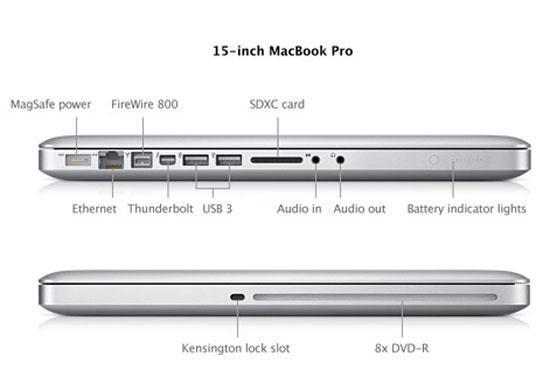 15-inch MacBook Pro
MagSafe power FireWire 800 SDXC card
Ethernet Thunderbolt USB 3 Audio in Audio out Battery indicator lights
Kensington lock slot 8x DVD-R